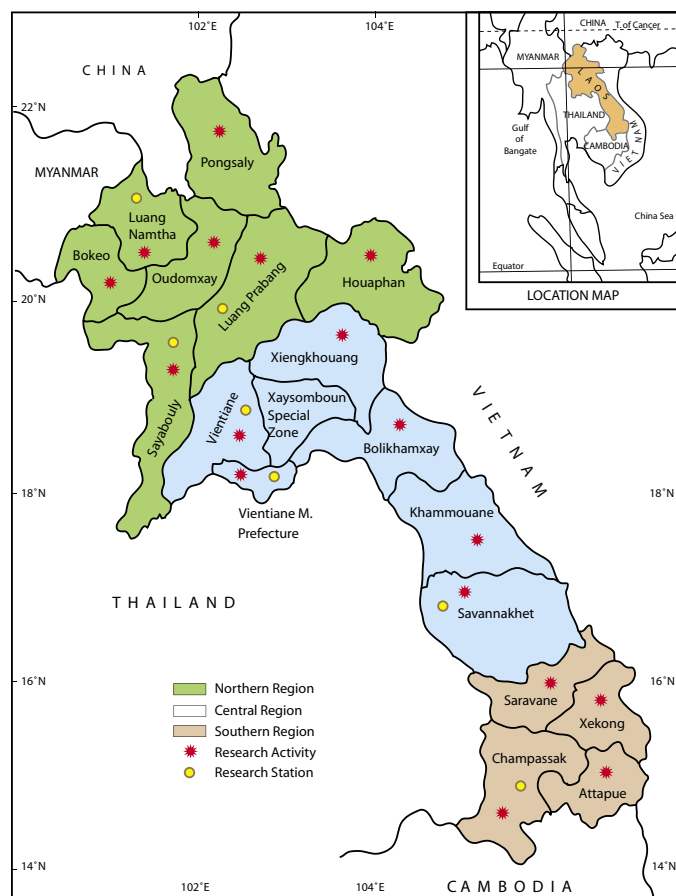 102°E
104°E
CHINA
22°N
Pongsaly
MYANMAR
Luang
Namtha
Bokeo
Oudomxay
Luang Prabang
Houaphan
20°N
Xiengkhouang
Sayabouly
Vientiane
Xaysomboun
Special
Zone
Bolikhamxay
VIETNAM
18°N
18°N
Vientiane M.
Prefecture
Khammouane
THAILAND
Savannakhet
16°N
16°N
Saravane
Xekong
Champassak
Attapue
14°N
14°N
102°E
104°E
CAMBODIA
Northern Region
Central Region
Southern Region
Research Activity
Research Station
CHINA
T. of Cancer
MYANMAR
LAOS
THAILAND
Gulf
of
Bangate
CAMBODIA
VIETNAM
China Sea
Equator
LOCATION MAP